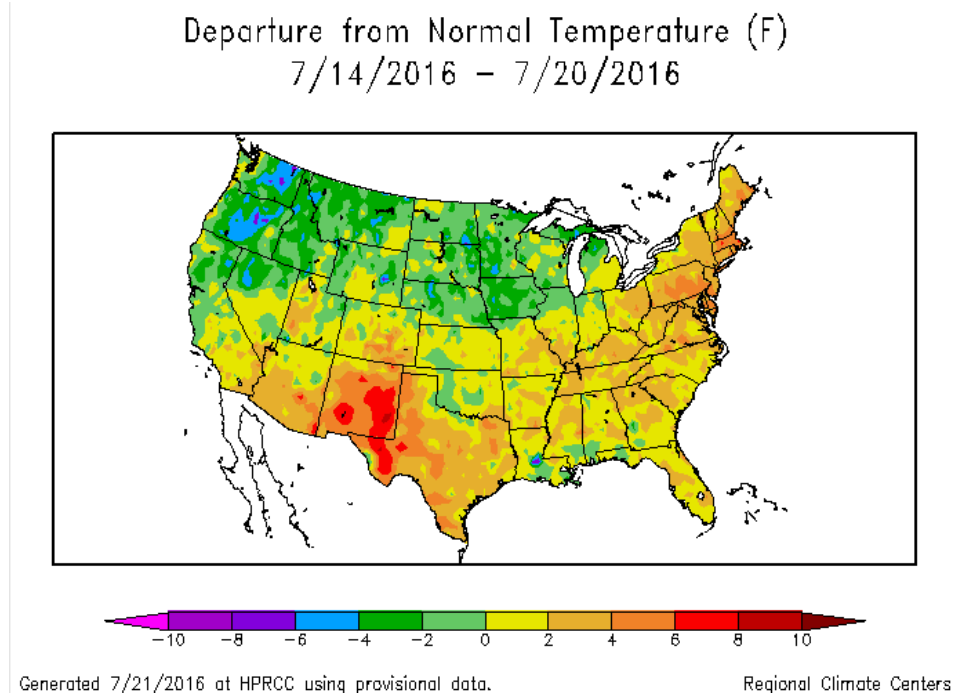 Departure from Normal Temperature (F)
7/14/2016 – 7/20/2016
−10 −8 −6 −4 −2 0 2 4 6 8 10
Generated 7/21/2016 at HPRCC using provisional data. Regional Climate Centers